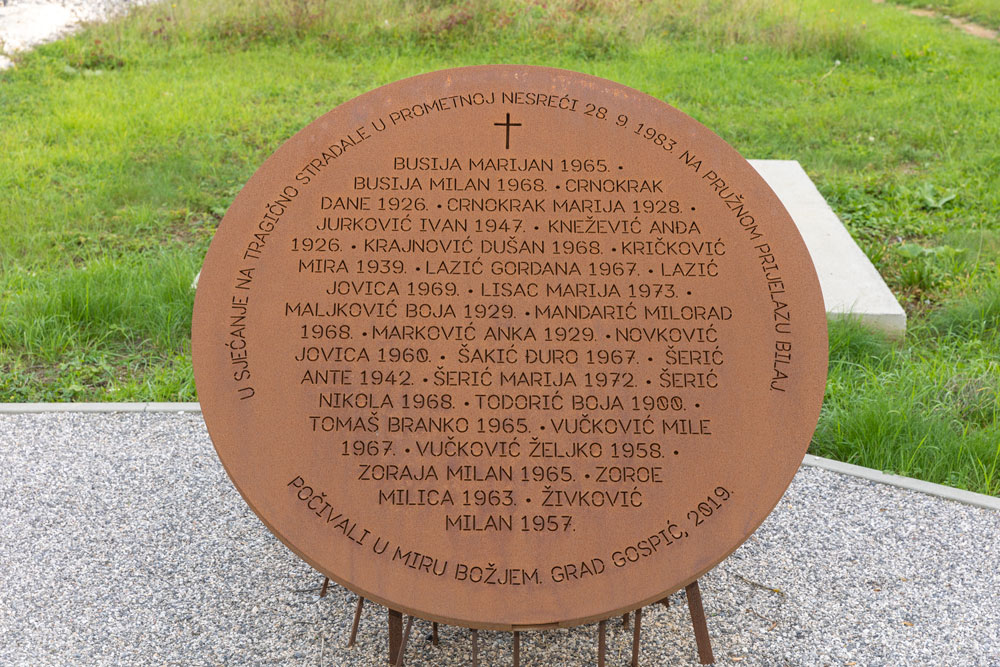 U SJEĆANJE NA TRAGIČNO STRADALE U PROMETNOJ NESREĆI 28. 9. 1983. NA PRUŽNOM PRIJELAZU BILAJ
BUSIJA MARIJAN 1965. •
BUSIJA MILAN 1968. • CRNOKRAK
DANE 1926. • CRNOKRAK MARIJA 1928. •
JURKOVIĆ IVAN 1947. • KNEŽEVIĆ ANĐA
1926. • KRAJNOVIĆ DUŠAN 1968. • KRIČKOVIĆ
MIRA 1939. • LAZIĆ GORDANA 1967. • LAZIĆ
JOVICA 1969. • LISAC MARIJA 1973. •
MALJKOVIĆ BOJA 1929. • MANDARIĆ MILORAD
1968. • MARKOVIĆ ANKA 1929. • NOVKOVIĆ
JOVICA 1960. • ŠAKIĆ ĐURO 1967. • ŠERIĆ
ANTE 1942. • ŠERIĆ MARIJA 1972. • ŠERIĆ
NIKOLA 1968. • TODORIĆ BOJA 1900. •
TOMAŠ BRANKO 1965. • VUČKOVIĆ MILE
1967. • VUČKOVIĆ ŽELJKO 1958. •
ZORAJA MILAN 1965. • ZOROE
MILICA 1963. • ŽIVKOVIĆ
MILAN 1957.
POČIVALI U MIRU BOŽJEM. GRAD GOSPIĆ, 2019.